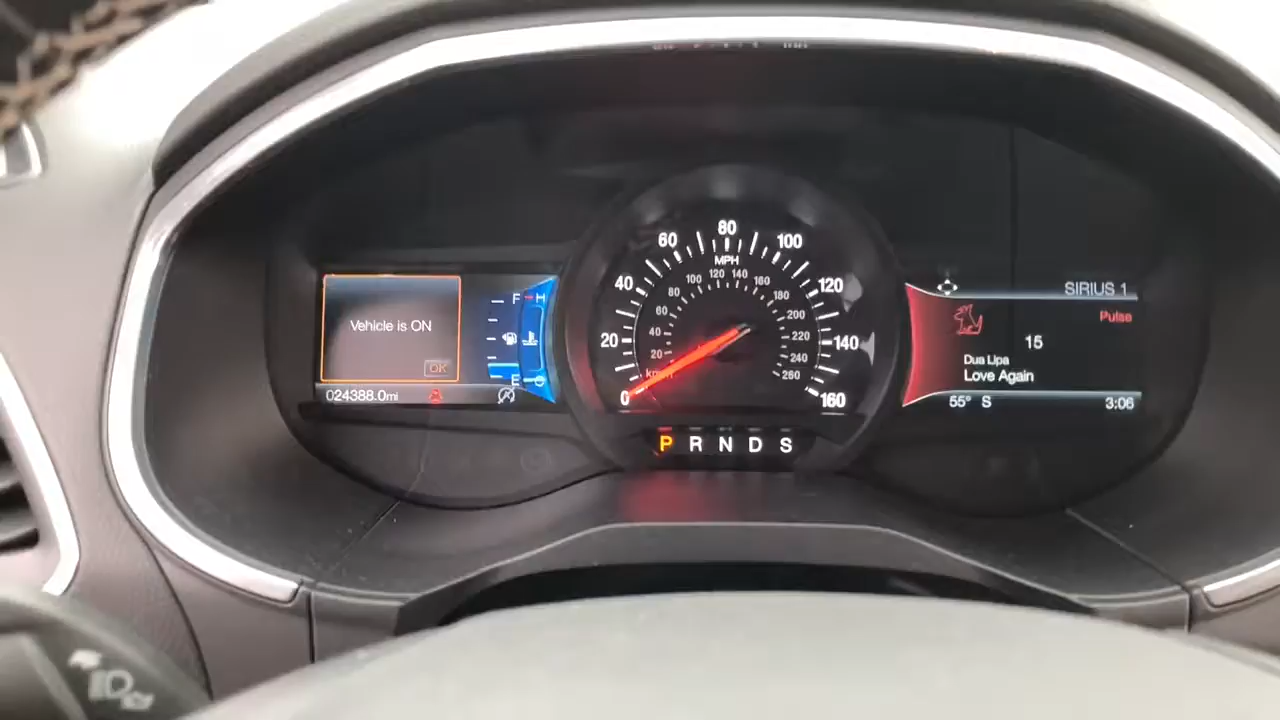 Vehicle is ON
OK
024388.0mi
F H
E C
0 20 40 60 80 100 120 140 160
MPH
20 40 60 80 100 120 140 160 180 200 220 240 260
km/h
P R N D S
SIRIUS 1
Pulse
15
Dua Lipa
Love Again
55° S
3:06